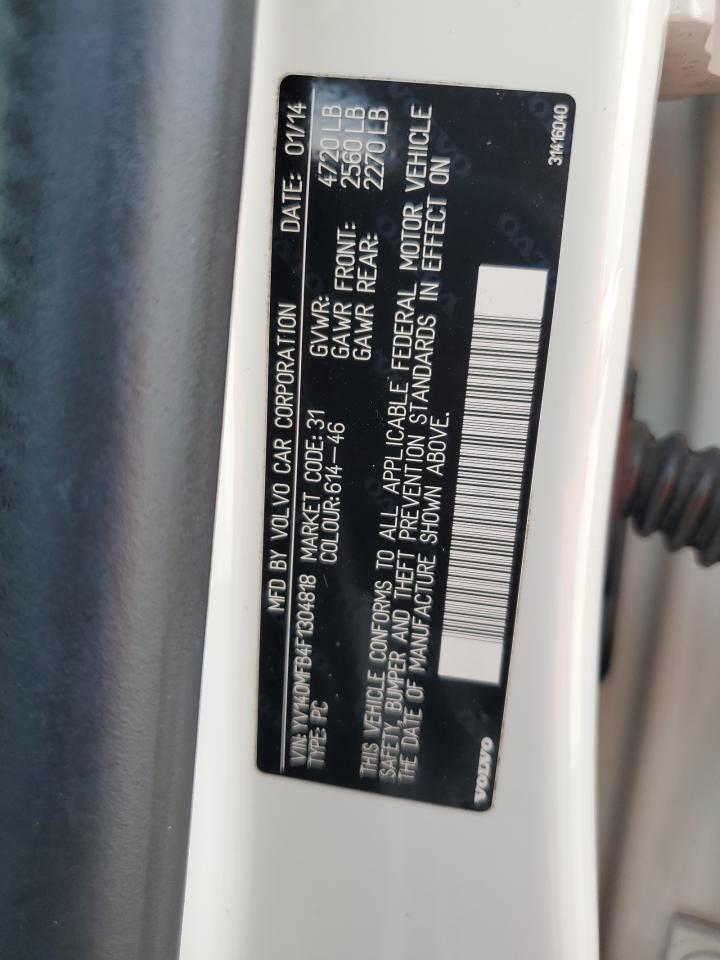 MFD BY VOLVO CAR CORPORATION DATE: 01/14
VIN: YV140MFB4F1304818 MARKET CODE: 31 GVWR: 4720 LB
TYPE: PC COLOUR: 614-46 GAWR FRONT: 2560 LB
GAWR REAR: 2270 LB
THIS VEHICLE CONFORMS TO ALL APPLICABLE FEDERAL MOTOR VEHICLE
SAFETY, BUMPER AND THEFT PREVENTION STANDARDS IN EFFECT ON
THE DATE OF MANUFACTURE SHOWN ABOVE.
VOLVO
31416040